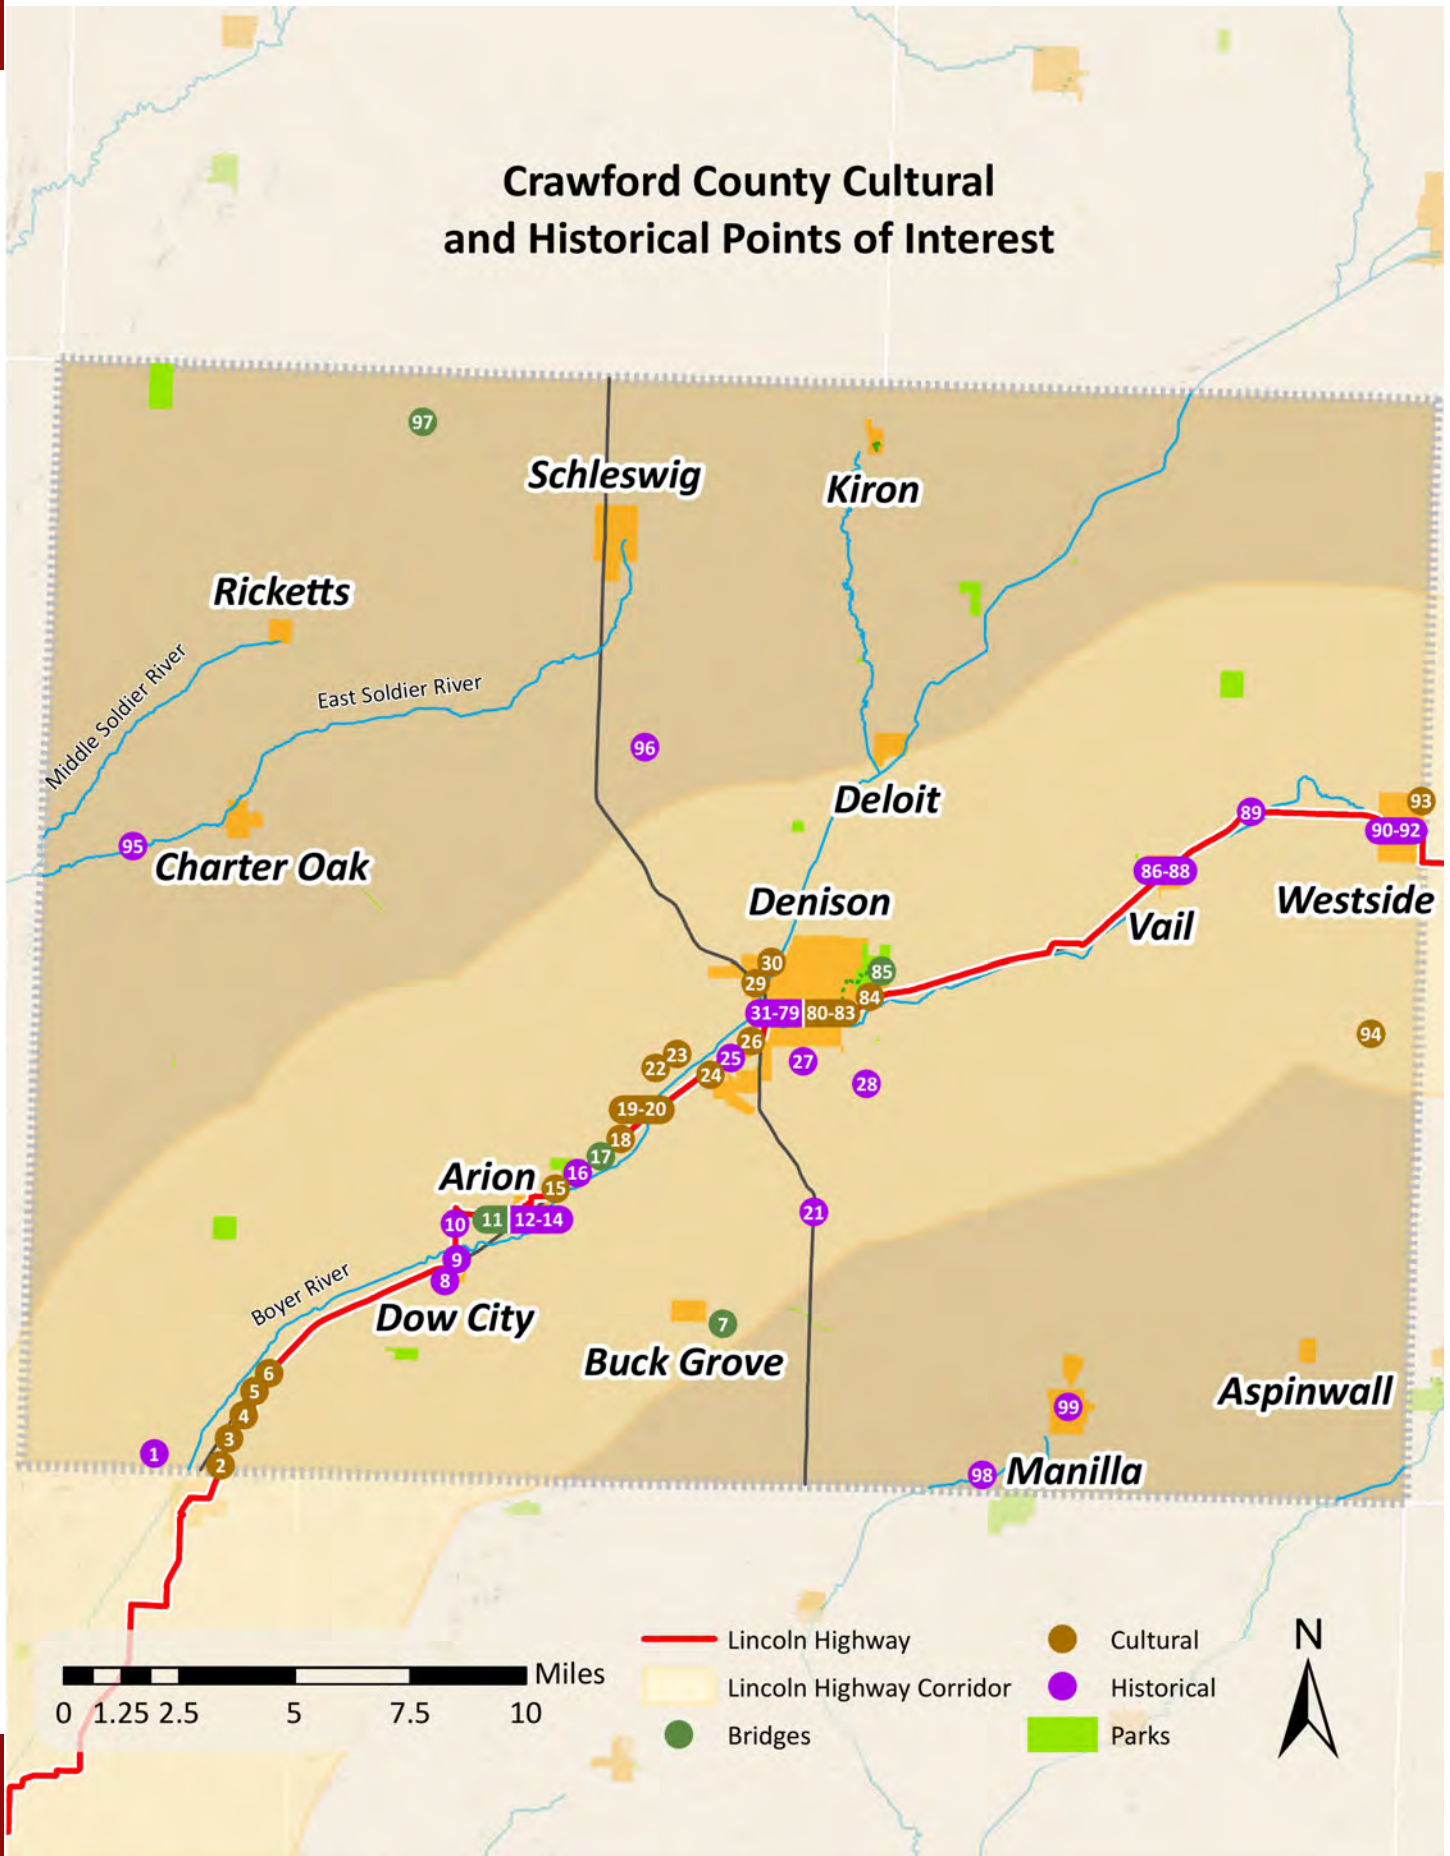 Crawford County Cultural
and Historical Points of Interest
97
Schleswig
Kiron
Ricketts
Middle Soldier River
East Soldier River
96
Deloit
95
Charter Oak
89
93
90-92
86-88
Westside
Vail
Denison
30
29
85
84
31-79 80-83
26
25
27
28
94
23
22
24
19-20
18
17
16
15
Arion
10
11 12-14
21
9
8
Boyer River
Dow City
7
Buck Grove
6
5
4
3
2
1
Aspinwall
99
98
Manilla
Lincoln Highway
Lincoln Highway Corridor
Bridges
Cultural
Historical
Parks
N
Miles
0 1.25 2.5 5 7.5 10